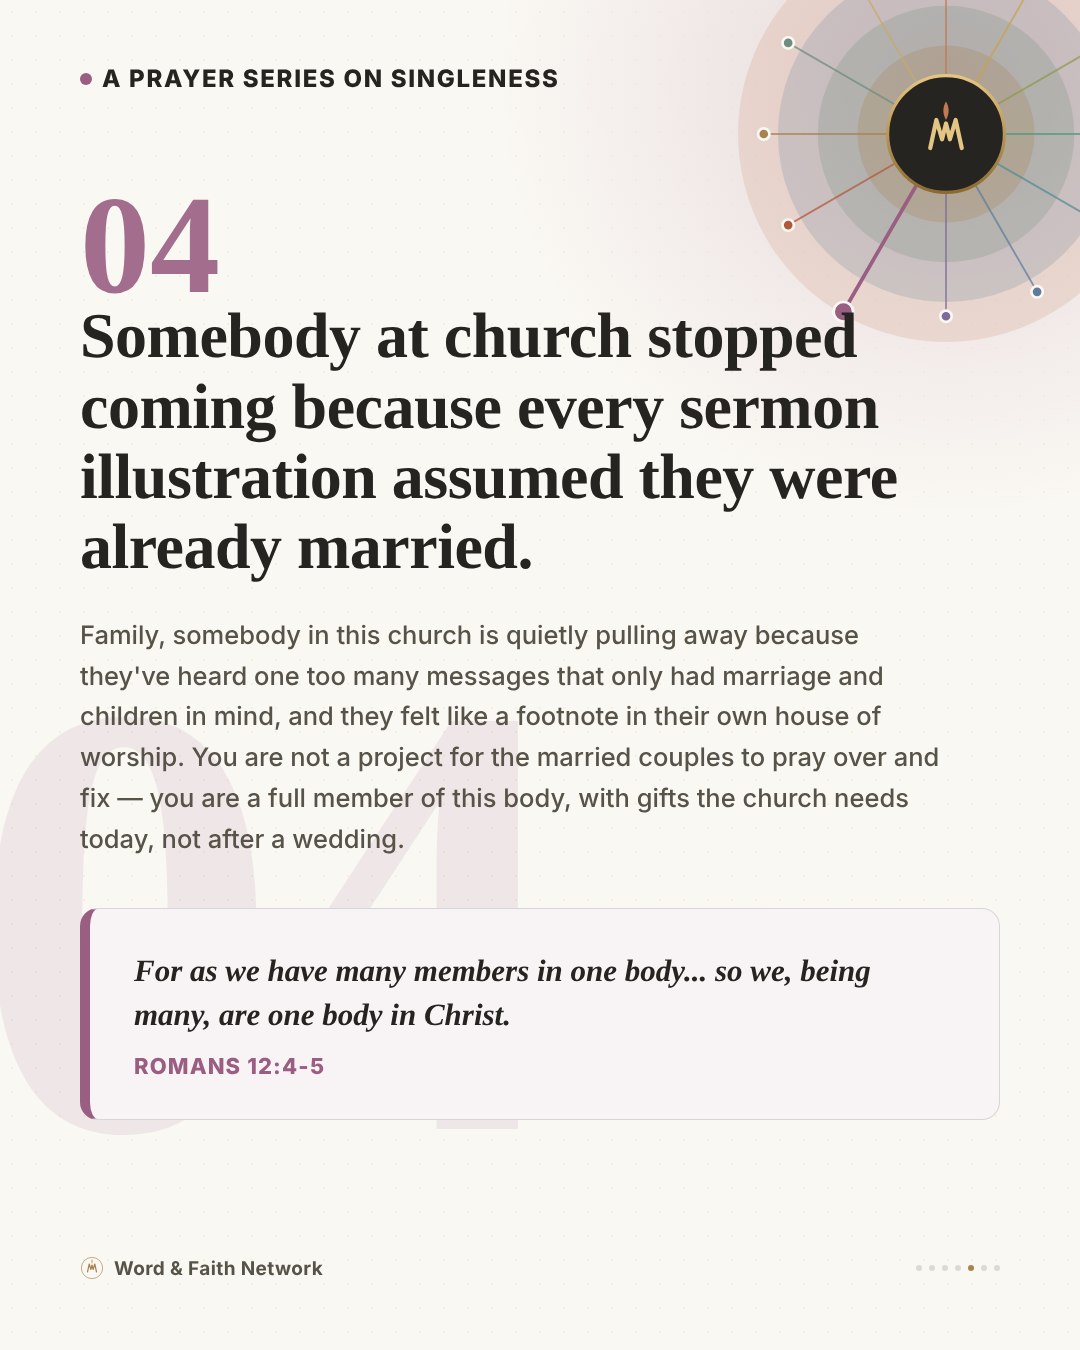 A PRAYER SERIES ON SINGLENESS
04
Somebody at church stopped
coming because every sermon
illustration assumed they were
already married.
Family, somebody in this church is quietly pulling away because
they've heard one too many messages that only had marriage and
children in mind, and they felt like a footnote in their own house of
worship. You are not a project for the married couples to pray over and
fix — you are a full member of this body, with gifts the church needs
today, not after a wedding.
04
For as we have many members in one body... so we, being
many, are one body in Christ.
ROMANS 12:4-5
Word & Faith Network